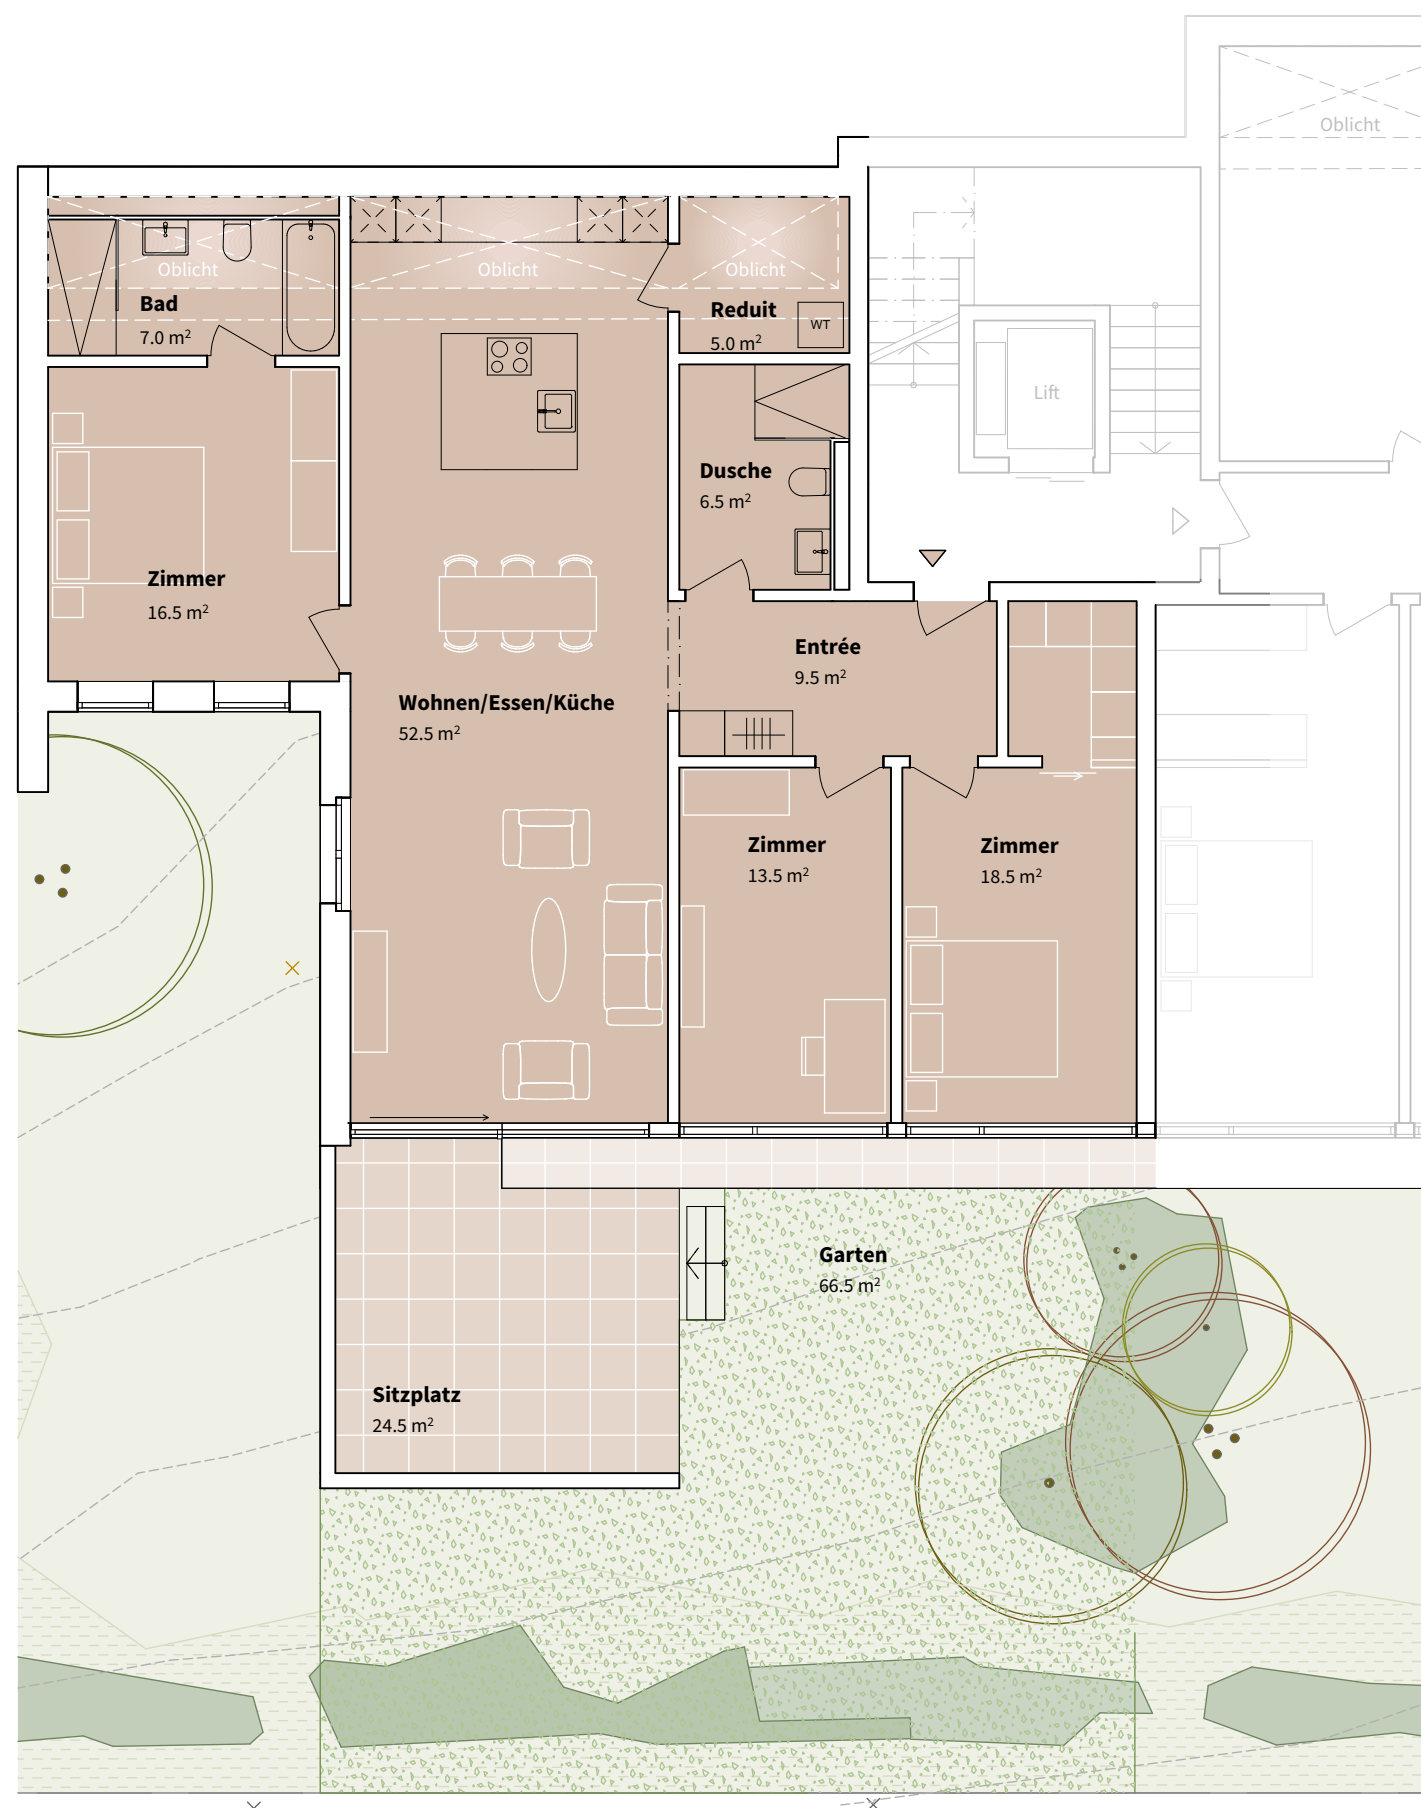 Oblicht
Oblicht
Oblicht
Oblicht
Bad
7.0 m²
Reduit
5.0 m²
WT
Lift
Dusche
6.5 m²
Zimmer
16.5 m²
Entrée
9.5 m²
Wohnen/Essen/Küche
52.5 m²
Zimmer
13.5 m²
Zimmer
18.5 m²
Garten
66.5 m²
Sitzplatz
24.5 m²